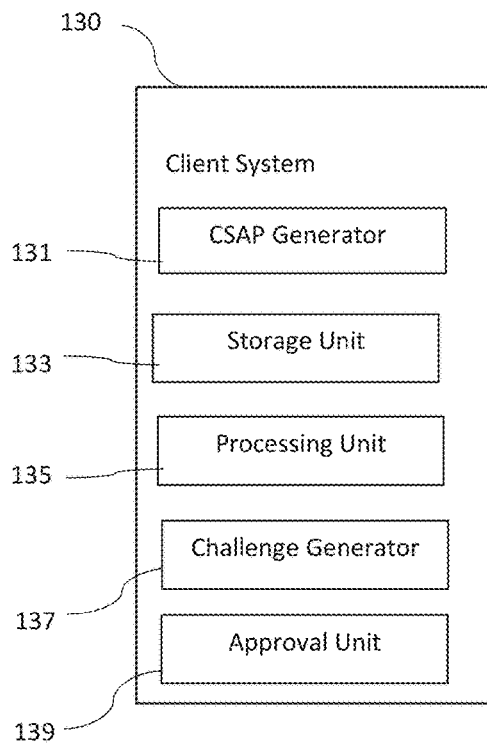 130
Client System
CSAP Generator
131
Storage Unit
133
Processing Unit
135
Challenge Generator
137
Approval Unit
139